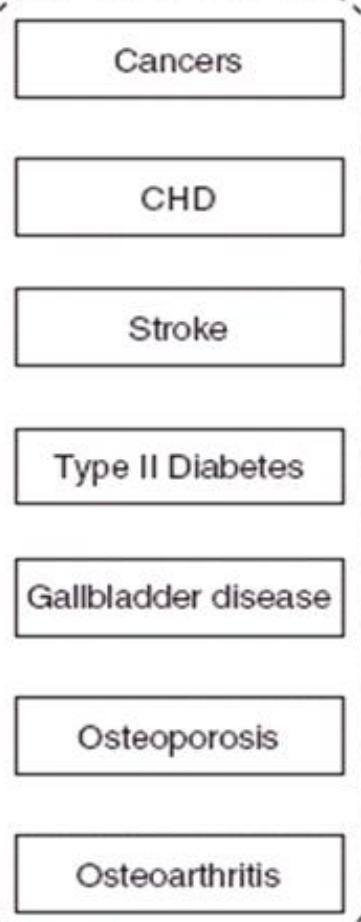 Cancers
CHD
Stroke
Type II Diabetes
Gallbladder disease
Osteoporosis
Osteoarthritis